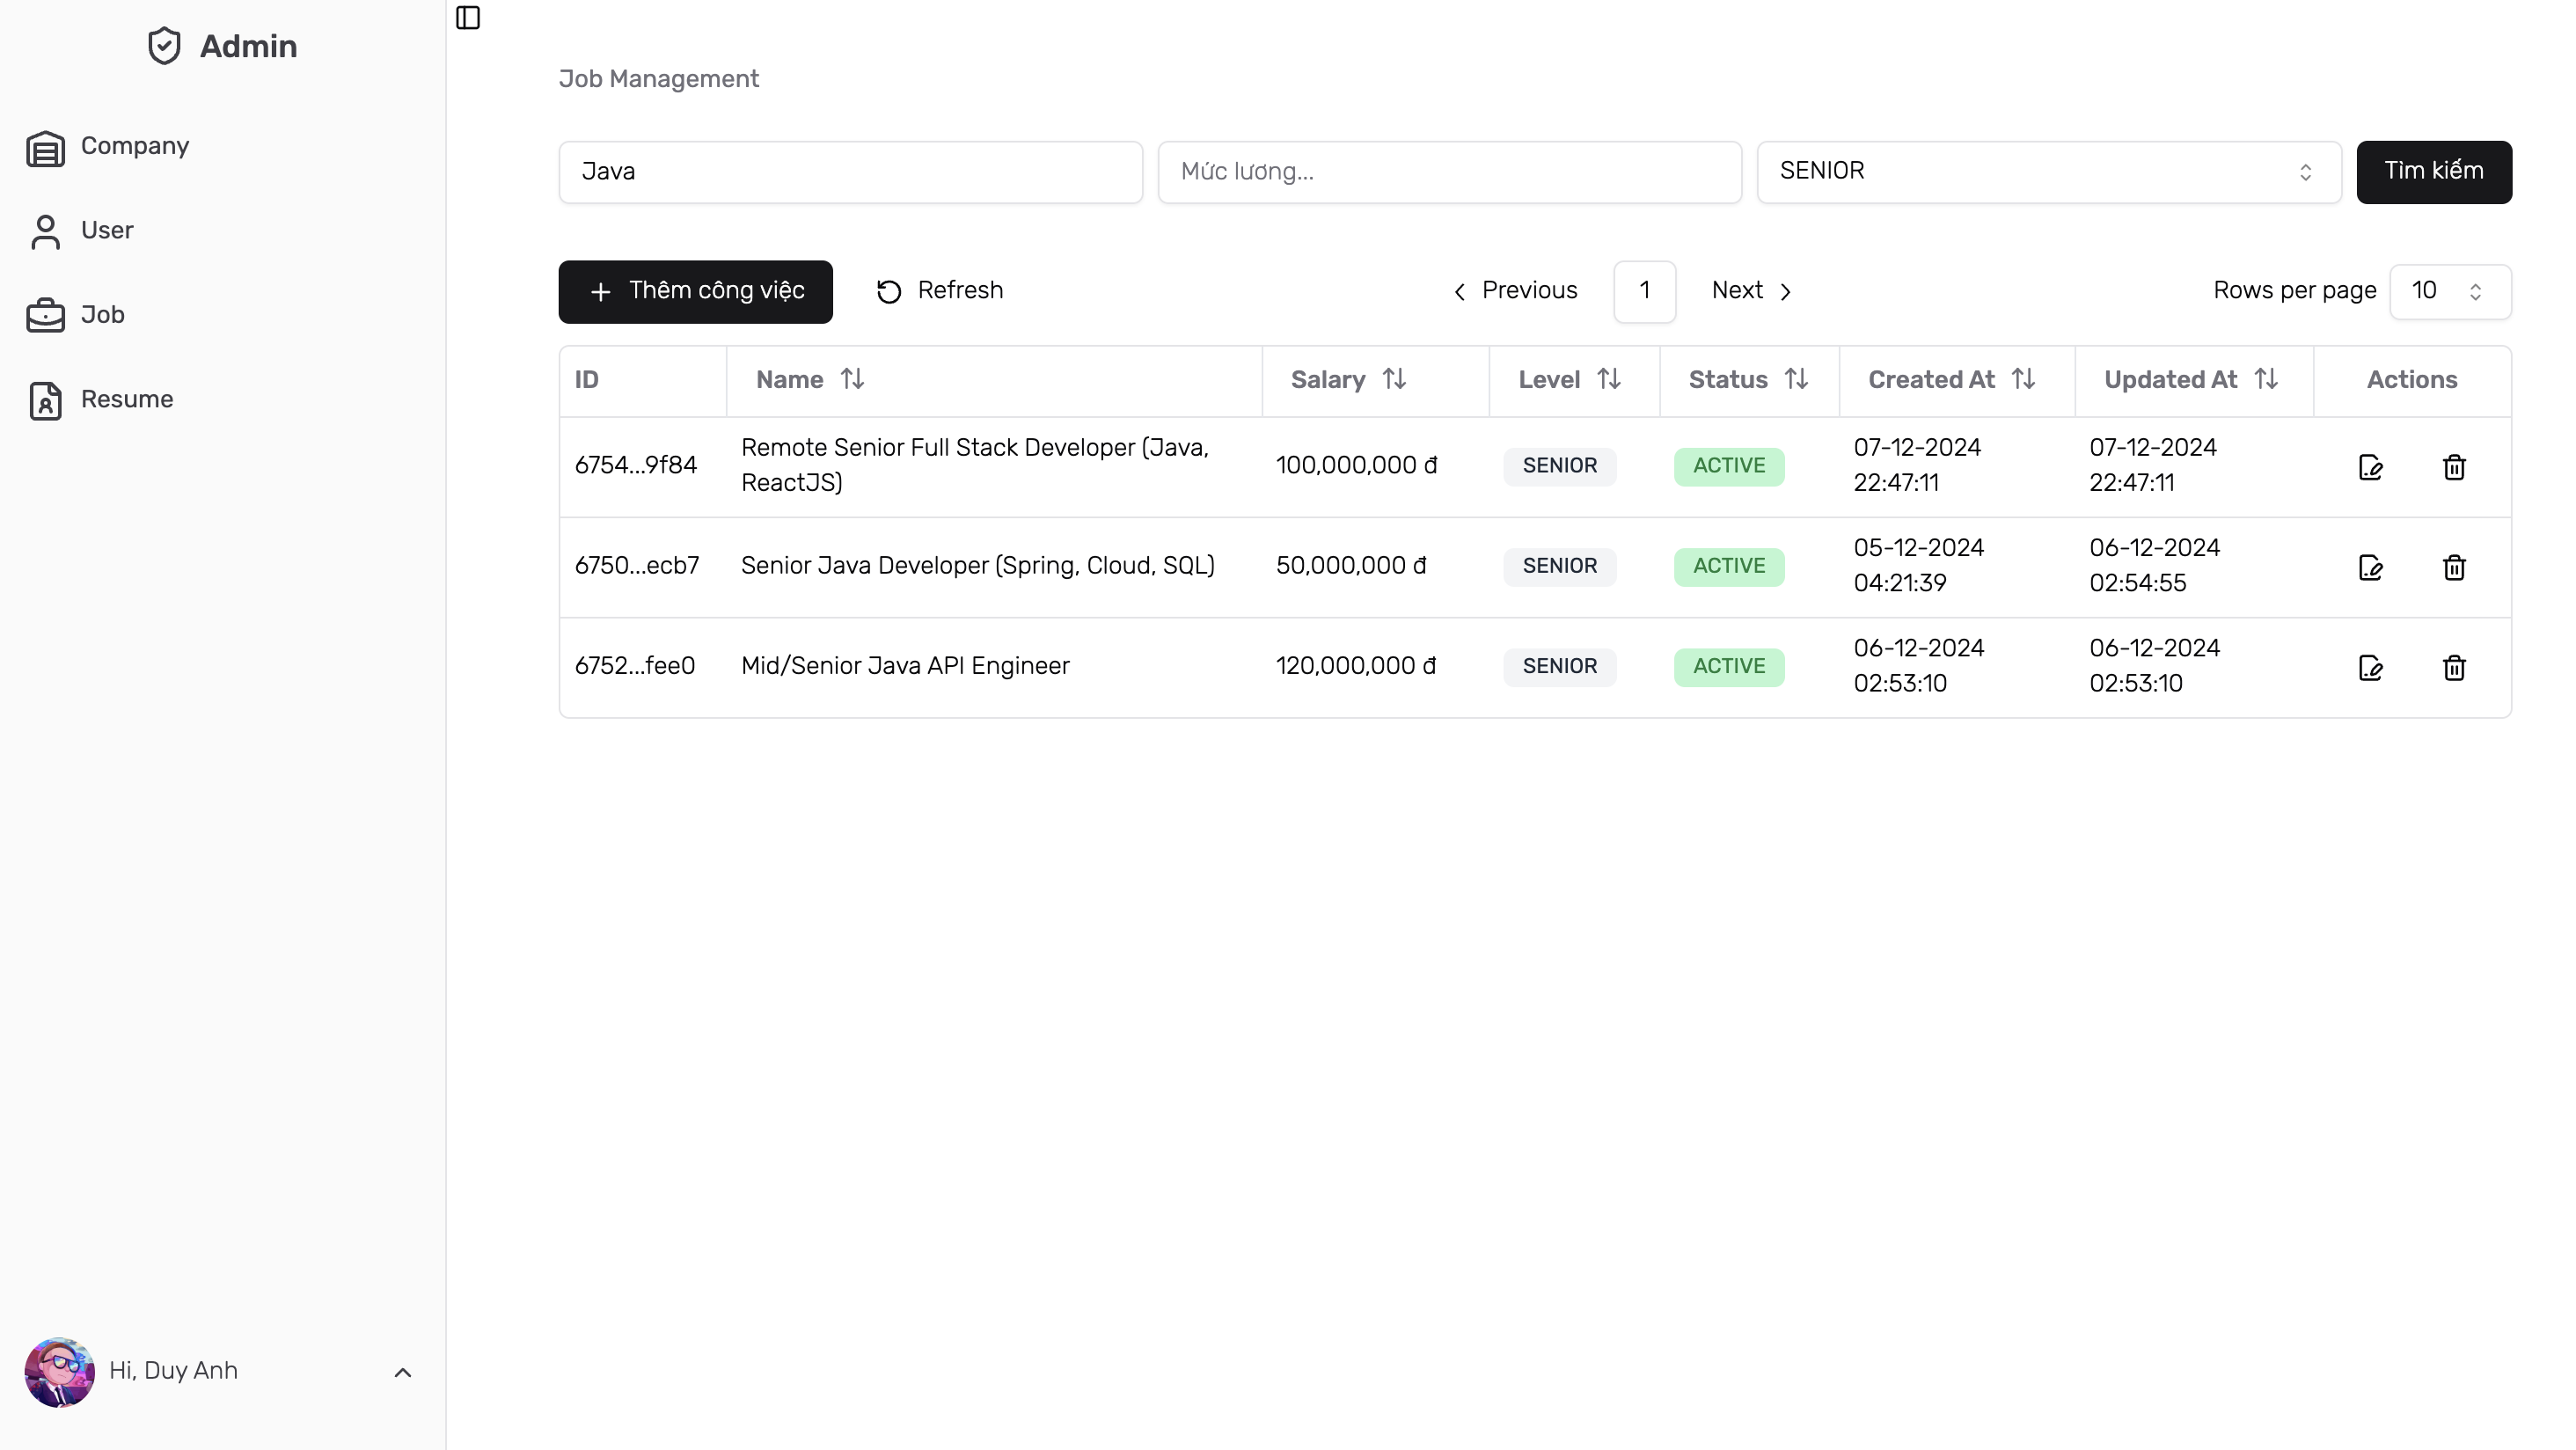 Admin
Company
User
Job
Resume
Hi, Duy Anh
Job Management
Java
Mức lương...
SENIOR
Tìm kiếm
Thêm công việc
Refresh
Previous
1
Next
Rows per page
10
ID
Name
Salary
Level
Status
Created At
Updated At
Actions
6754...9f84
Remote Senior Full Stack Developer (Java,
ReactJS)
100,000,000 đ
SENIOR
ACTIVE
07-12-2024
22:47:11
07-12-2024
22:47:11
6750...ecb7
Senior Java Developer (Spring, Cloud, SQL)
50,000,000 đ
SENIOR
ACTIVE
05-12-2024
04:21:39
06-12-2024
02:54:55
6752...fee0
Mid/Senior Java API Engineer
120,000,000 đ
SENIOR
ACTIVE
06-12-2024
02:53:10
06-12-2024
02:53:10